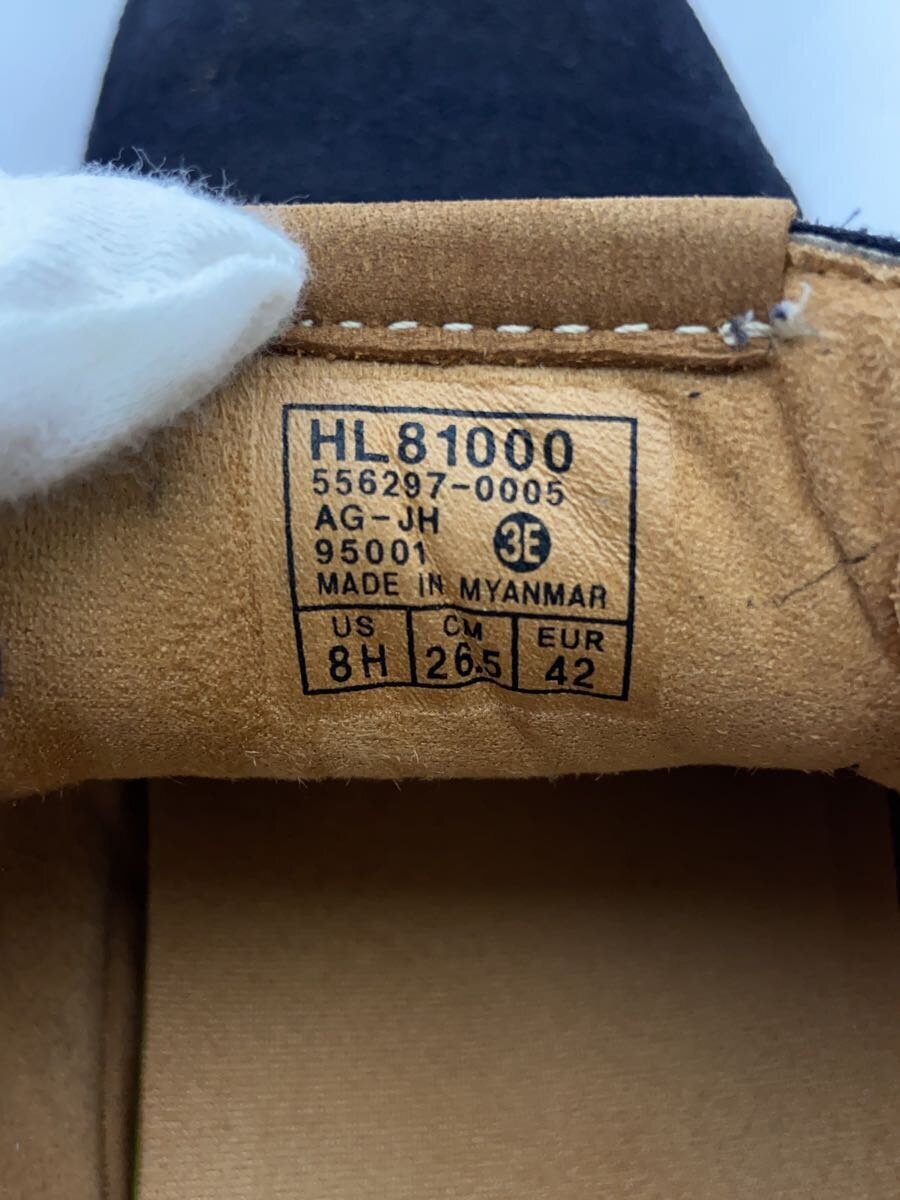 HL81000
556297-0005
AG-JH
95001 3E
MADE IN MYANMAR
US CM EUR
8H 26.5 42